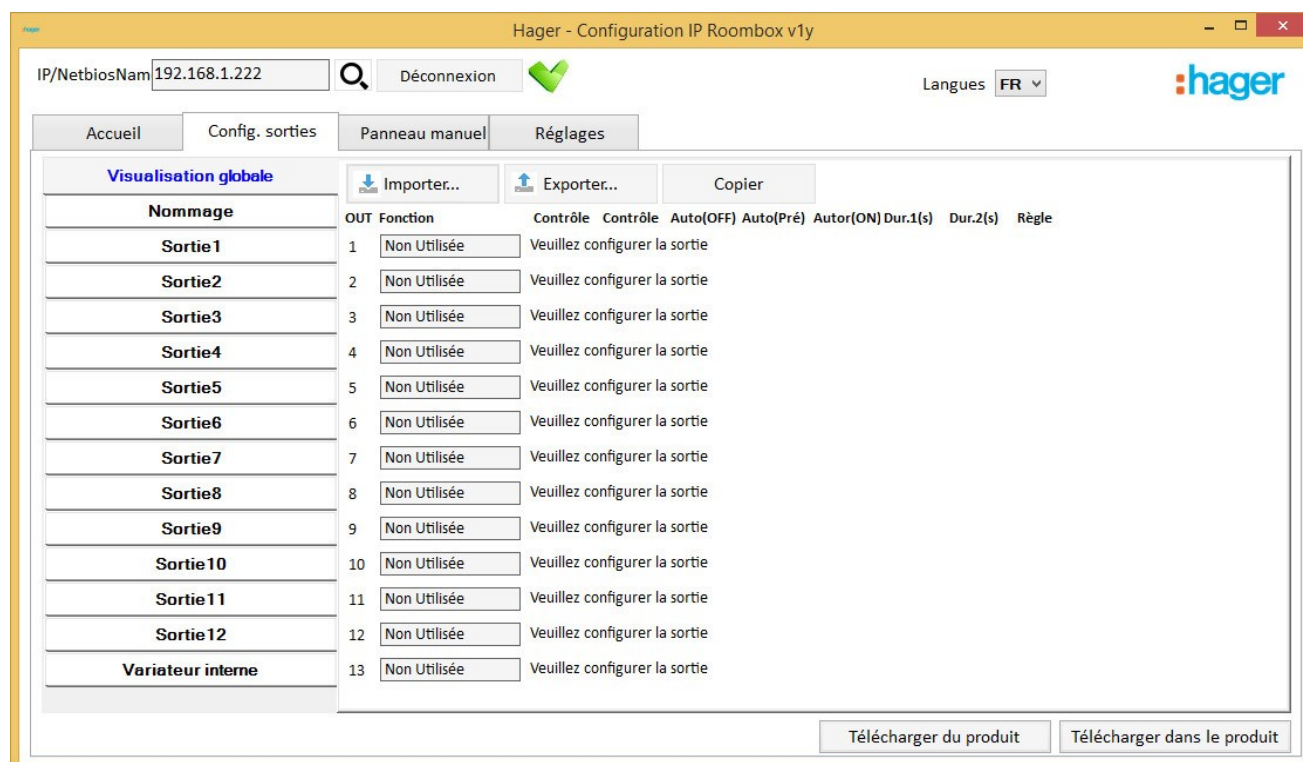 :hager
Hager - Configuration IP Roombox v1y
IP/NetbiosNam 192.168.1.222 Déconnexion Langues FR :hager
Accueil Config. sorties Panneau manuel Réglages
Visualisation globale Importer... Exporter... Copier
Nommage OUT Fonction Contrôle Contrôle Auto(OFF) Auto(Pré) Autor(ON) Dur.1(s) Dur.2(s) Règle
Sortie1 1 Non Utilisée Veuillez configurer la sortie
Sortie2 2 Non Utilisée Veuillez configurer la sortie
Sortie3 3 Non Utilisée Veuillez configurer la sortie
Sortie4 4 Non Utilisée Veuillez configurer la sortie
Sortie5 5 Non Utilisée Veuillez configurer la sortie
Sortie6 6 Non Utilisée Veuillez configurer la sortie
Sortie7 7 Non Utilisée Veuillez configurer la sortie
Sortie8 8 Non Utilisée Veuillez configurer la sortie
Sortie9 9 Non Utilisée Veuillez configurer la sortie
Sortie10 10 Non Utilisée Veuillez configurer la sortie
Sortie11 11 Non Utilisée Veuillez configurer la sortie
Sortie12 12 Non Utilisée Veuillez configurer la sortie
Variateur interne 13 Non Utilisée Veuillez configurer la sortie
Télécharger du produit Télécharger dans le produit